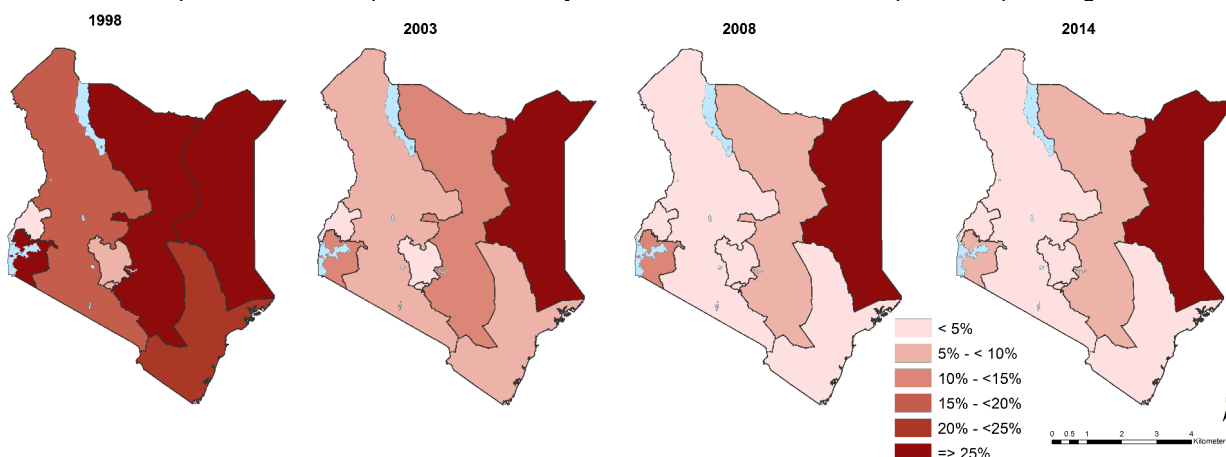 1998
2003
2008
2014
< 5%
5% - < 10%
10% - <15%
15% - <20%
20% - <25%
=> 25%
0 0.5 1 2 3 4
Kilometer